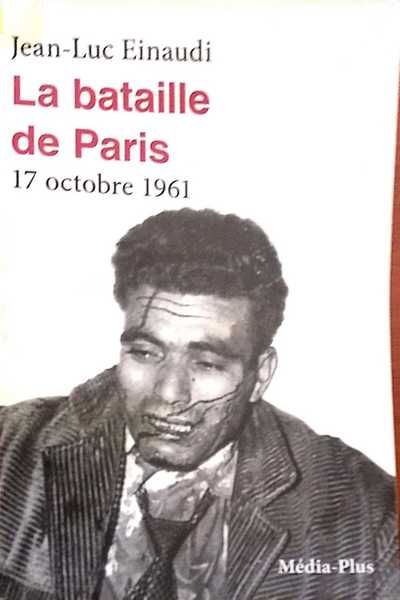 Jean-Luc Einaudi
La bataille
de Paris
17 octobre 1961
Média-Plus